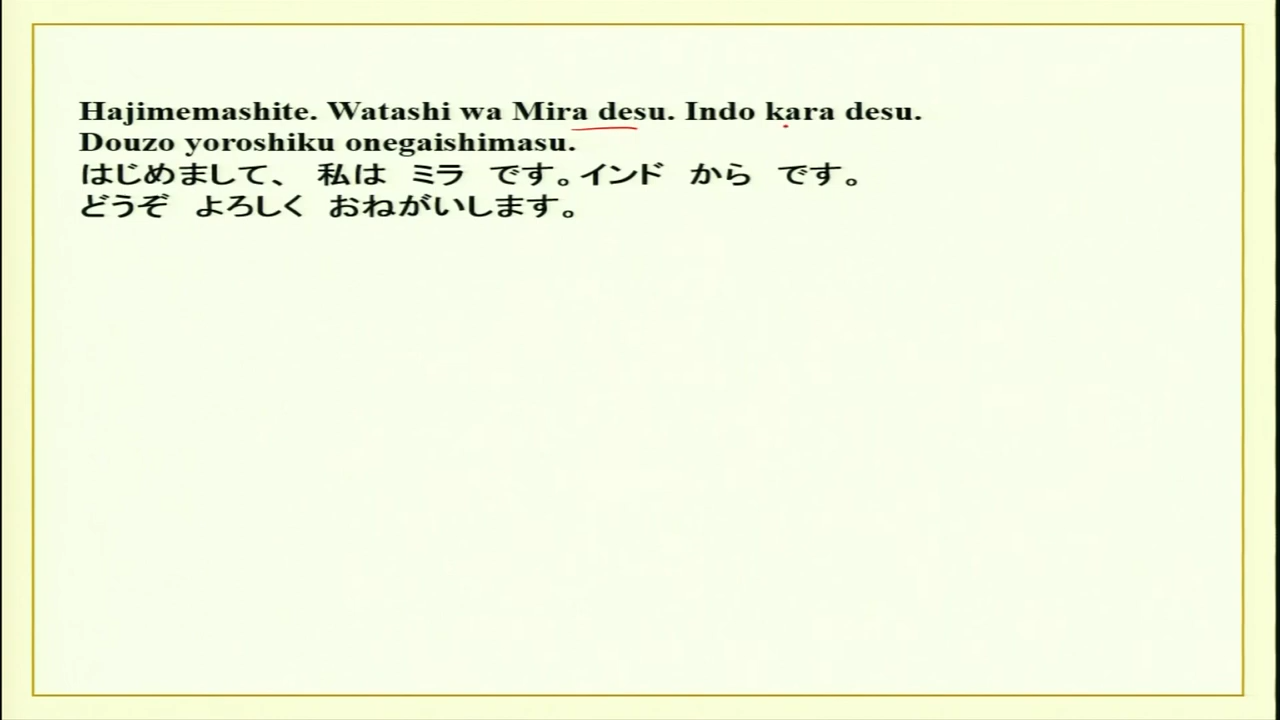 Hajimemashite. Watashi wa Mira desu. Indo kara desu.
Douzo yoroshiku onegaishimasu.
はじめまして、 私は ミラ です。インド から です。
どうぞ よろしく おねがいします。